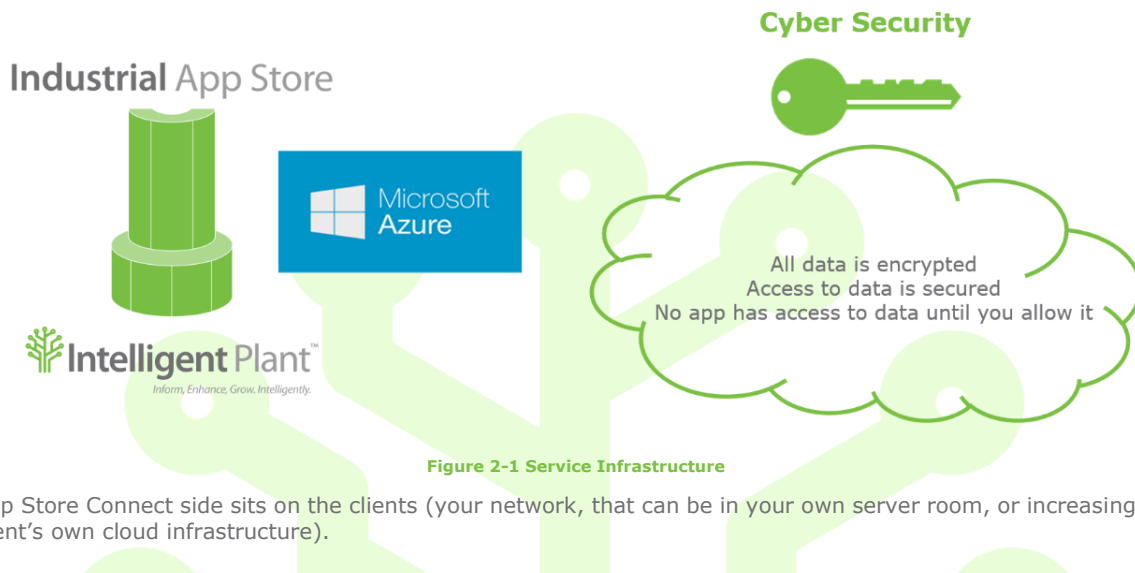 Cyber Security
Industrial App Store
Microsoft
Azure
All data is encrypted
Access to data is secured
No app has access to data until you allow it
Intelligent Plant™
Inform, Enhance, Grow. Intelligently.
Figure 2-1 Service Infrastructure
p Store Connect side sits on the clients (your network, that can be in your own server room, or increasing
ent's own cloud infrastructure).